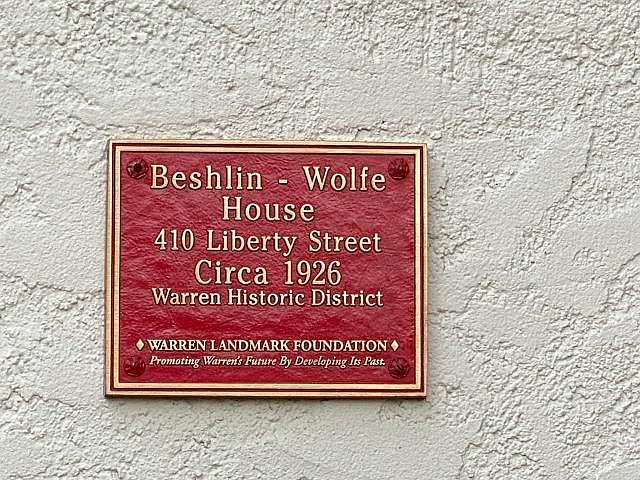 Beshlin - Wolfe
House
410 Liberty Street
Circa 1926
Warren Historic District
WARREN LANDMARK FOUNDATION
Promoting Warren's Future By Developing Its Past.